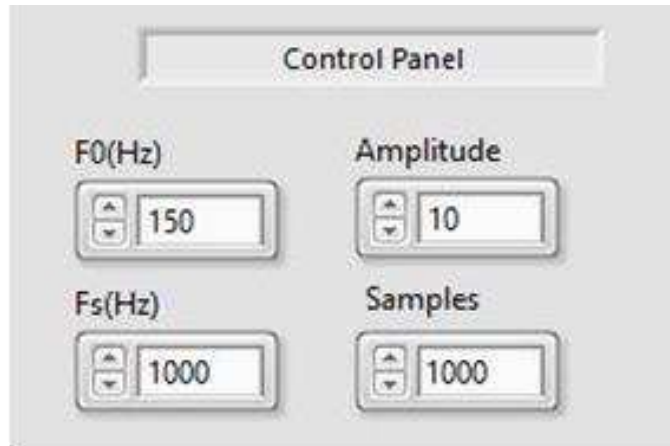 Control Panel
F0(Hz)
Amplitude
150
10
Fs(Hz)
Samples
1000
1000